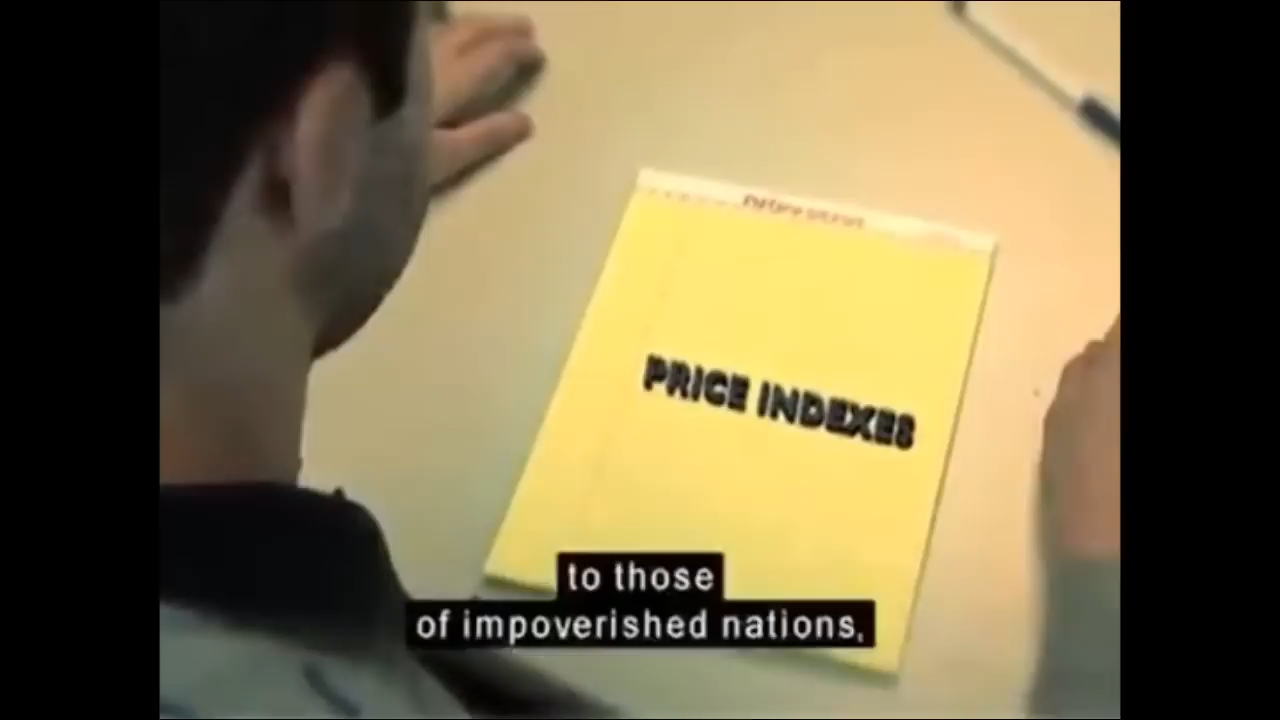 PRICE INDEXES
to those
of impoverished nations,